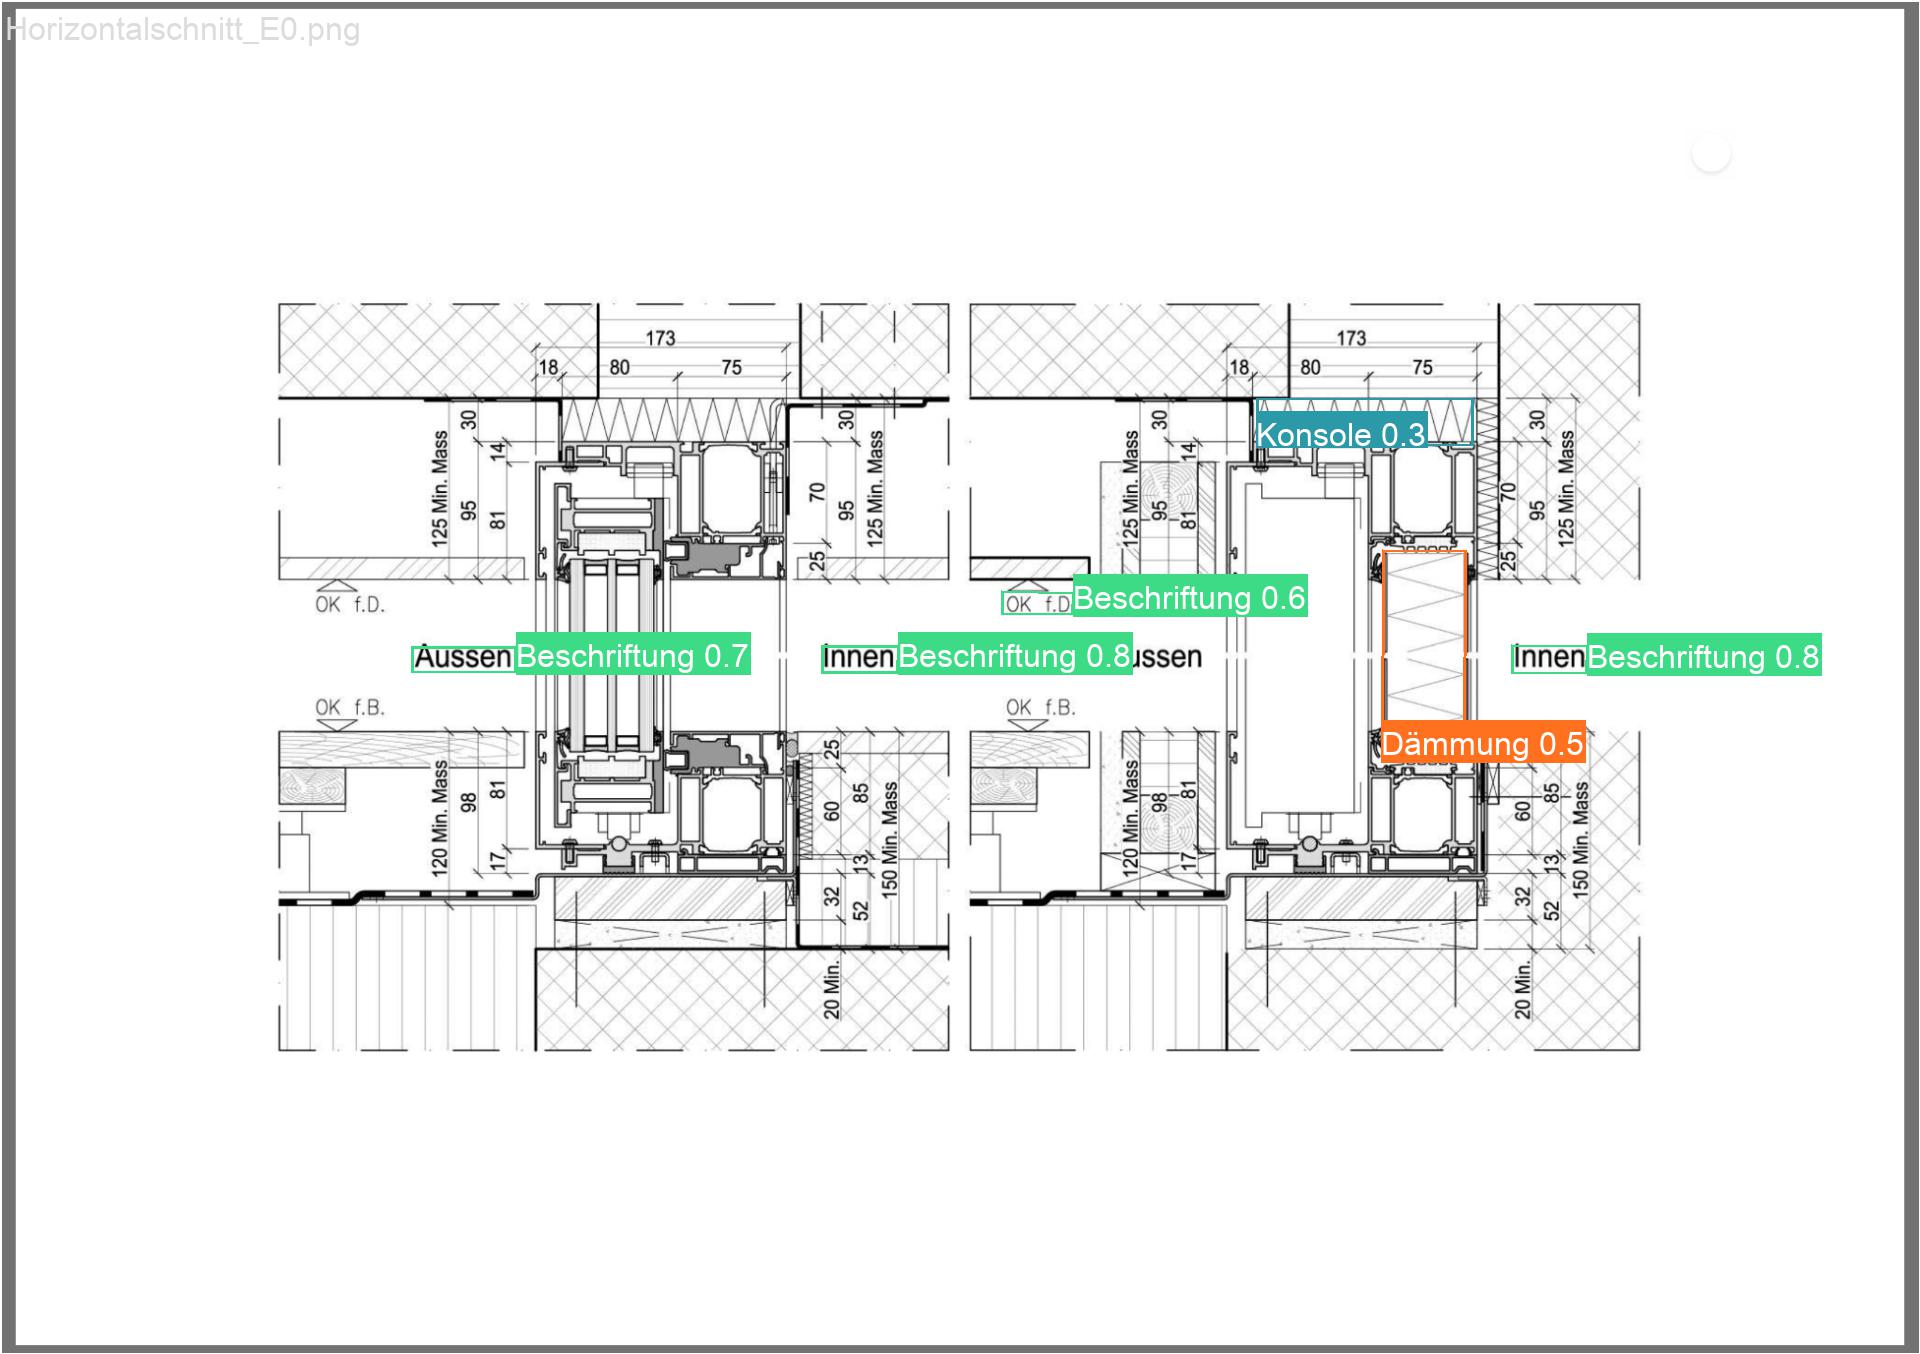 Horizontalschnitt_E0.png
173
18 80 75
30
14
125 Min. Mass
95
81
30
70
95
125 Min. Mass
25
OK f.D.
Aussen
Beschriftung 0.7
Innen
Beschriftung 0.8
OK f.B.
120 Min. Mass
98
81
17
25
60
85
13
150 Min. Mass
32
52
20 Min.
173
18 80 75
Konsole 0.3
30
14
125 Min. Mass
95
81
30
70
95
125 Min. Mass
25
OK f.D
Beschriftung 0.6
ussen
Innen
Beschriftung 0.8
OK f.B.
Dämmung 0.5
120 Min. Mass
98
81
17
60
85
13
150 Min. Mass
32
52
20 Min.